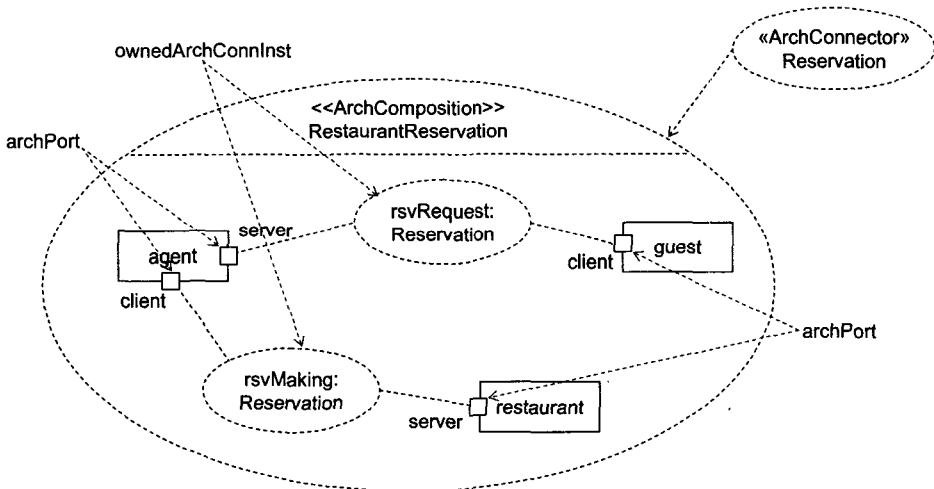 ownedArchConnInst
«ArchConnector»
Reservation
<<ArchComposition>>
RestaurantReservation
archPort
rsvRequest:
Reservation
server
agent
guest
client
client
archPort
rsvMaking:
Reservation
restaurant
server